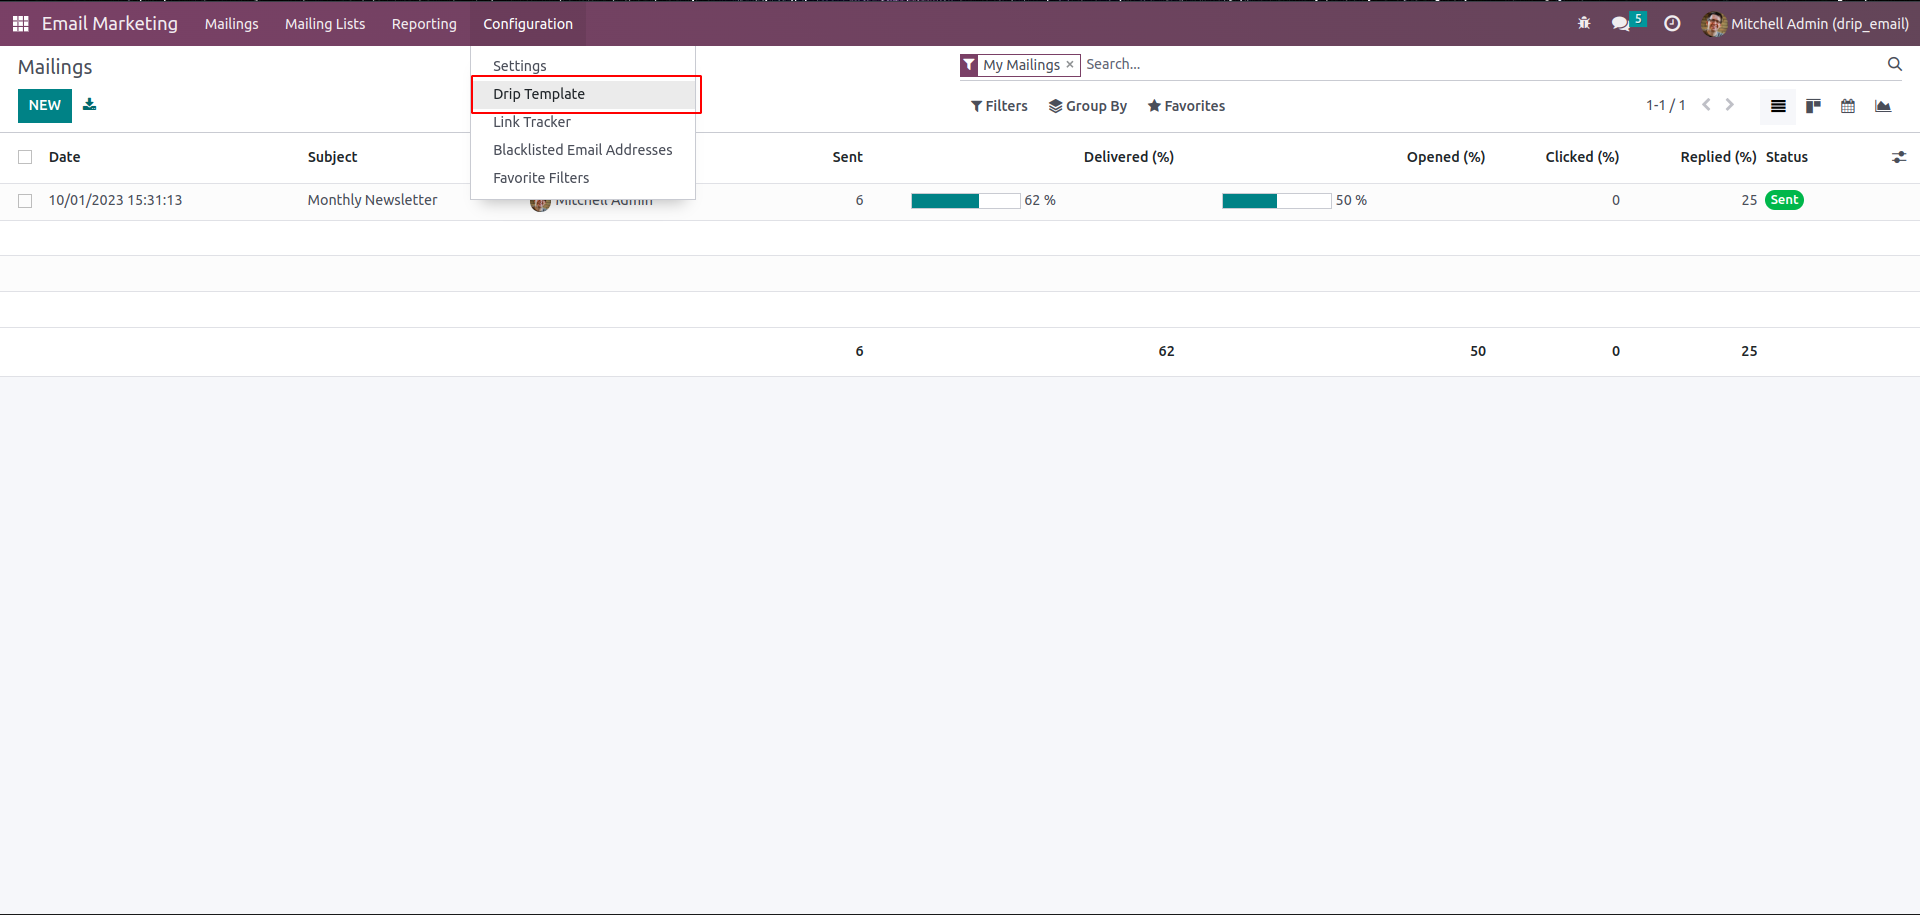 Email Marketing Mailings Mailing Lists Reporting Configuration 5 Mitchell Admin (drip_email)
Mailings
My Mailings × Search...
Settings
Drip Template
Link Tracker
Blacklisted Email Addresses
Favorite Filters
NEW
Filters Group By Favorites 1-1 / 1
Date Subject Sent Delivered (%) Opened (%) Clicked (%) Replied (%) Status
10/01/2023 15:31:13 Monthly Newsletter Mitchell Admin 6 62 % 50 % 0 25 Sent
6 62 50 0 25